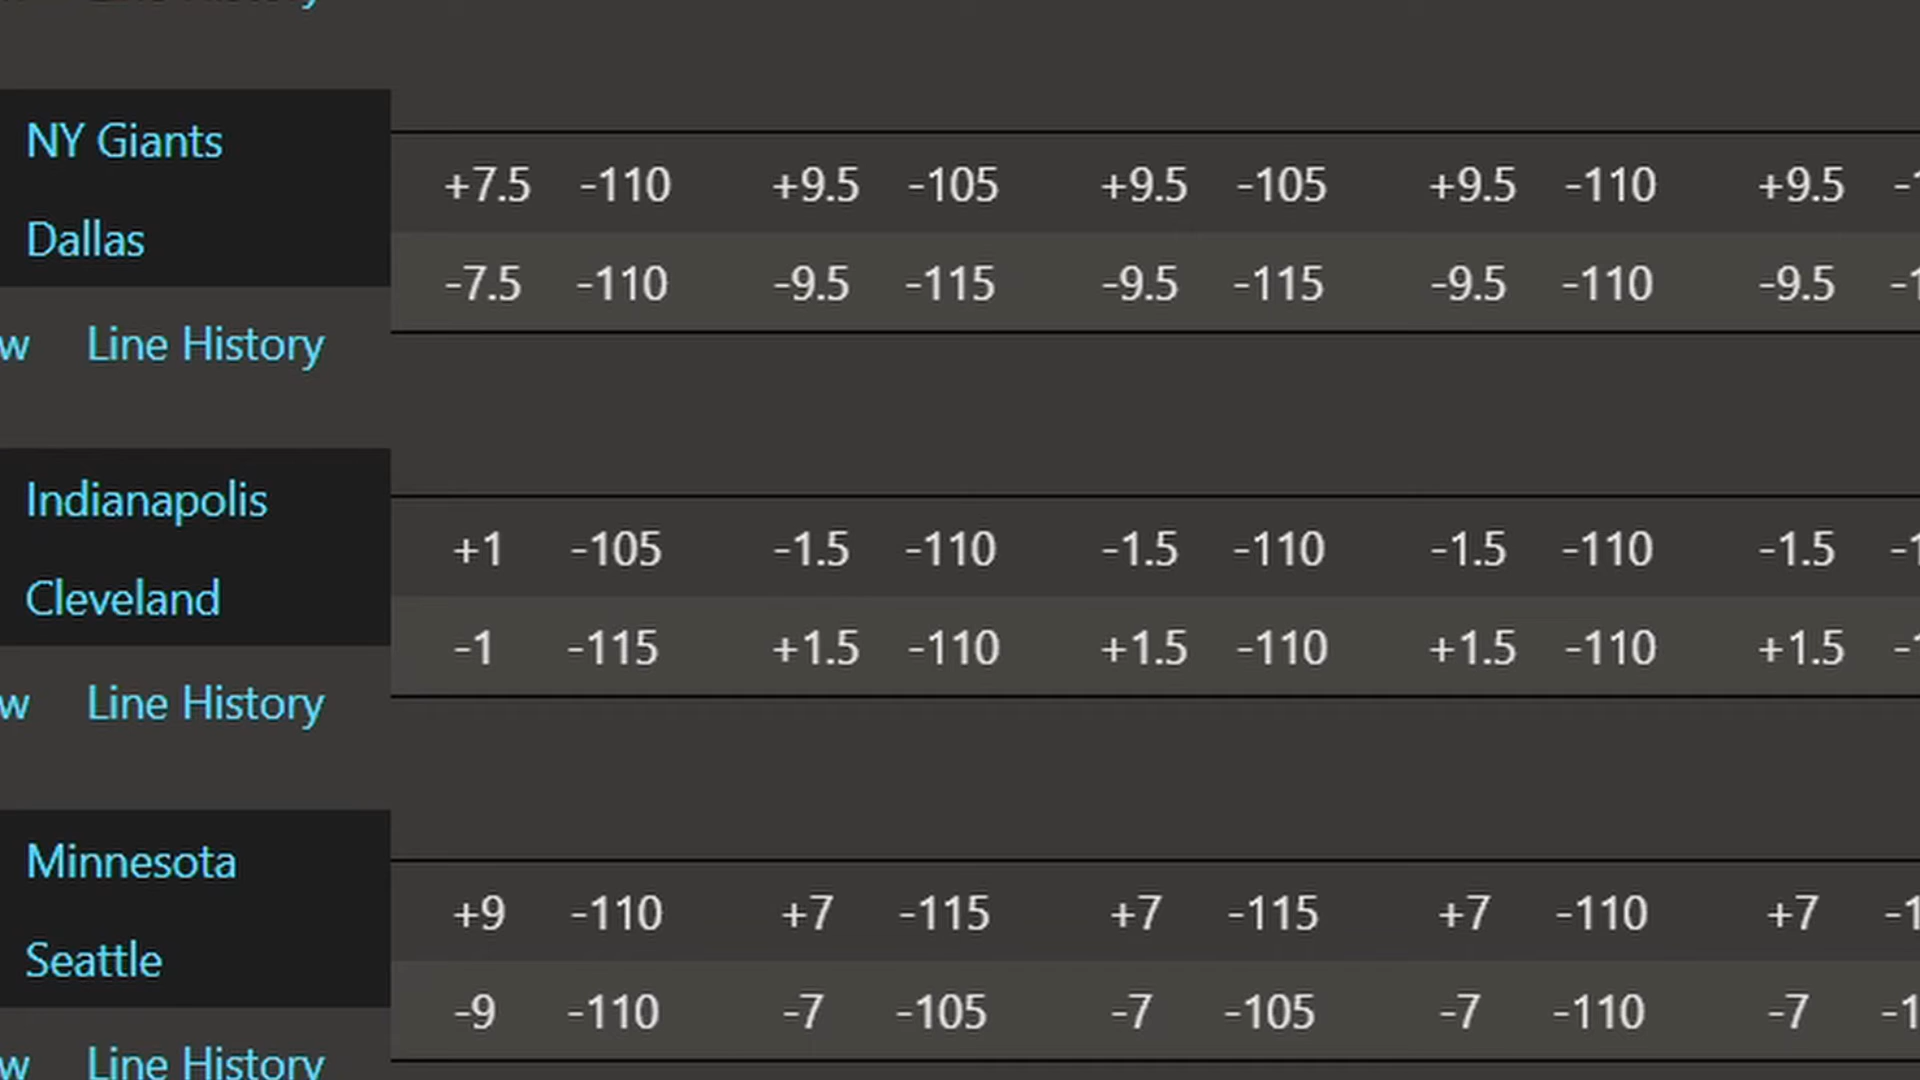 Line History
NY Giants
+7.5 -110 +9.5 -105 +9.5 -105 +9.5 -110 +9.5
Dallas
-7.5 -110 -9.5 -115 -9.5 -115 -9.5 -110 -9.5
w Line History
Indianapolis
+1 -105 -1.5 -110 -1.5 -110 -1.5 -110 -1.5
Cleveland
-1 -115 +1.5 -110 +1.5 -110 +1.5 -110 +1.5
w Line History
Minnesota
+9 -110 +7 -115 +7 -115 +7 -110 +7
Seattle
-9 -110 -7 -105 -7 -105 -7 -110 -7
w Line History